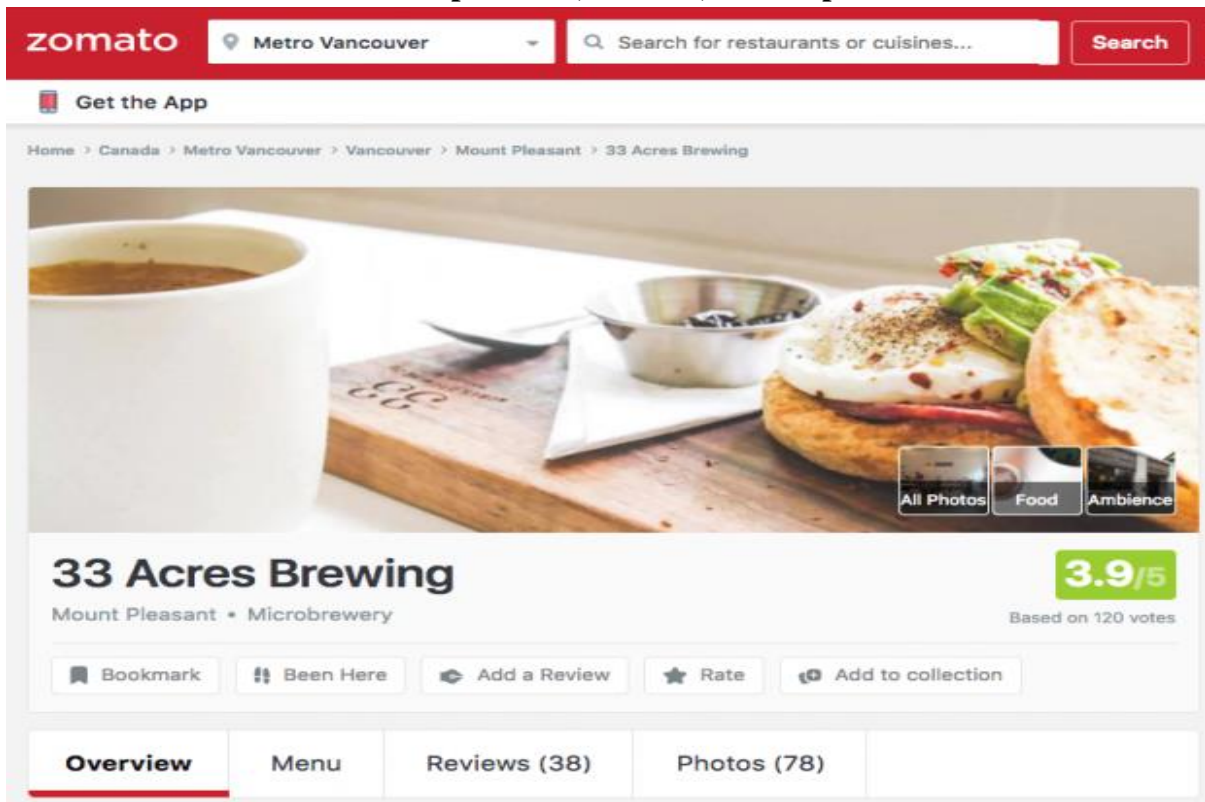 zomato Metro Vancouver Search for restaurants or cuisines... Search
Get the App
Home > Canada > Metro Vancouver > Vancouver > Mount Pleasant > 33 Acres Brewing
All Photos Food Ambience
33 Acres Brewing 3.9/5
Mount Pleasant • Microbrewery Based on 120 votes
Bookmark Been Here Add a Review Rate Add to collection
Overview Menu Reviews (38) Photos (78)